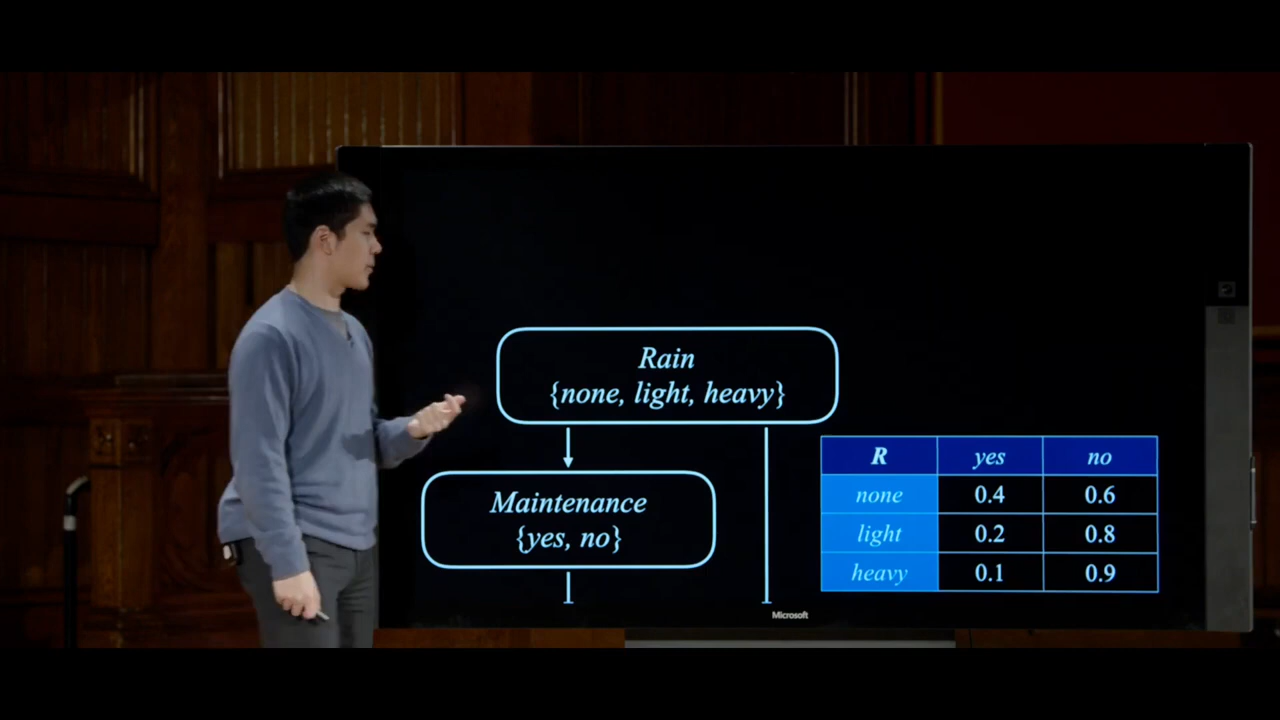 Rain
{none, light, heavy}
Maintenance
{yes, no}
R yes no
none 0.4 0.6
light 0.2 0.8
heavy 0.1 0.9
Microsoft